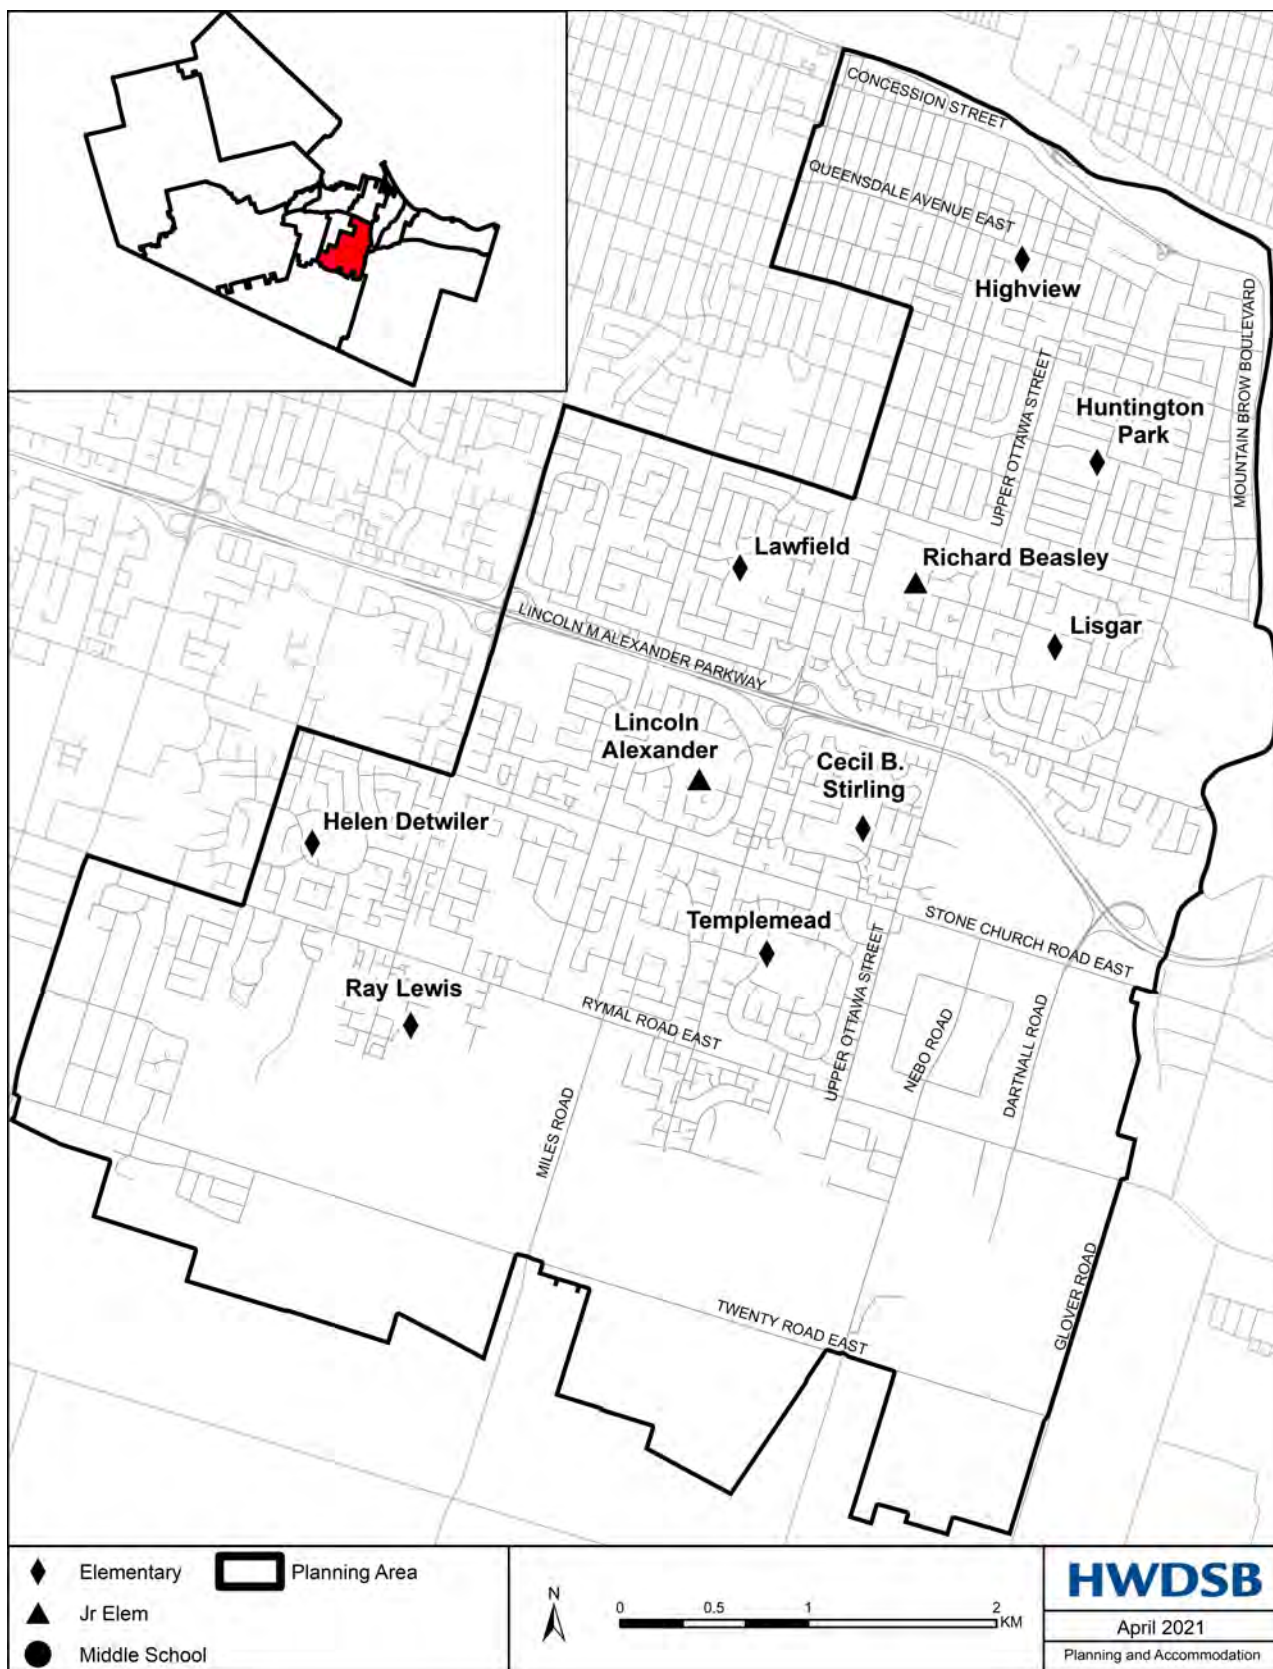 CONCESSION STREET
QUEENSDALE AVENUE EAST
Highview
MOUNTAIN BROW BOULEVARD
UPPER OTTAWA STREET
Huntington
Park
Lawfield
Richard Beasley
LINCOLN M ALEXANDER PARKWAY
Lisgar
Lincoln
Alexander
Cecil B.
Stirling
Helen Detwiler
Templemead
STONE CHURCH ROAD EAST
Ray Lewis
RYMAL ROAD EAST
UPPER OTTAWA STREET
NEBO ROAD
DARTNALL ROAD
MILES ROAD
GLOVER ROAD
TWENTY ROAD EAST
Elementary
Planning Area
Jr Elem
Middle School
N
0 0.5 1 2
KM
HWDSB
April 2021
Planning and Accommodation